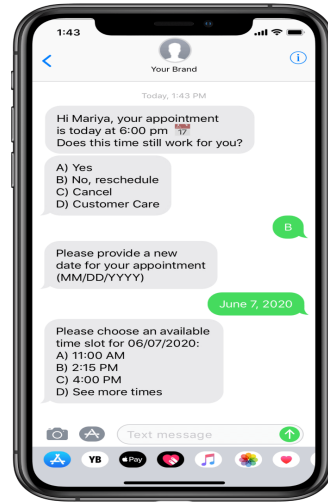 1:43
Your Brand
Today, 1:43 PM
Hi Mariya, your appointment
is today at 6:00 pm 📅
Does this time still work for you?
A) Yes
B) No, reschedule
C) Cancel
D) Customer Care
B
Please provide a new
date for your appointment
(MM/DD/YYYY)
June 7, 2020
Please choose an available
time slot for 06/07/2020:
A) 11:00 AM
B) 2:15 PM
C) 4:00 PM
D) See more times
Text message
YB
Pay